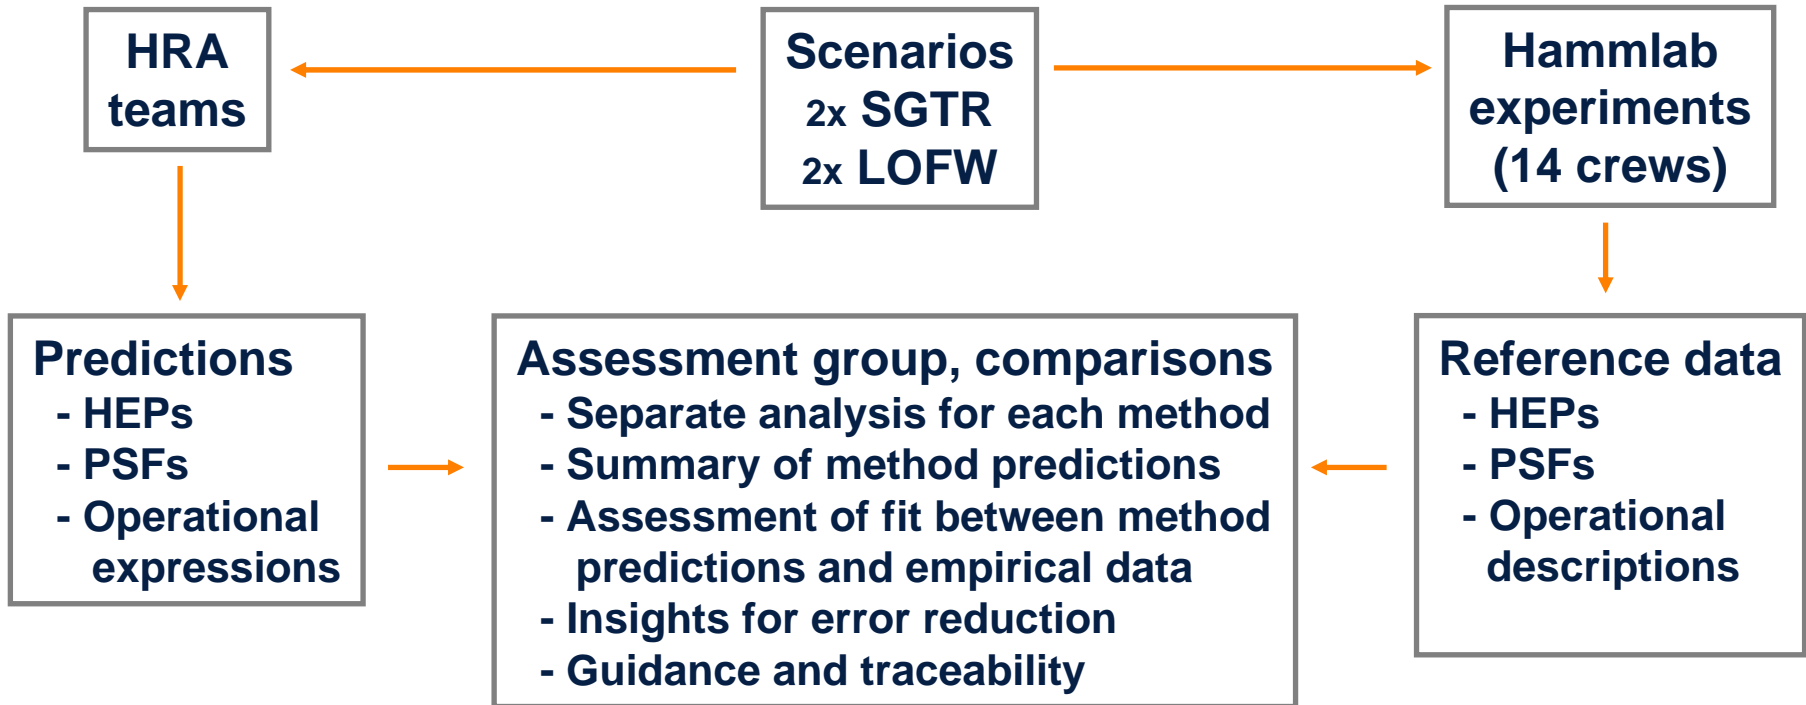 HRA
teams
Scenarios
2x SGTR
2x LOFW
Hammlab
experiments
(14 crews)
Predictions
- HEPs
- PSFs
- Operational
expressions
Assessment group, comparisons
- Separate analysis for each method
- Summary of method predictions
- Assessment of fit between method
predictions and empirical data
- Insights for error reduction
- Guidance and traceability
Reference data
- HEPs
- PSFs
- Operational
descriptions